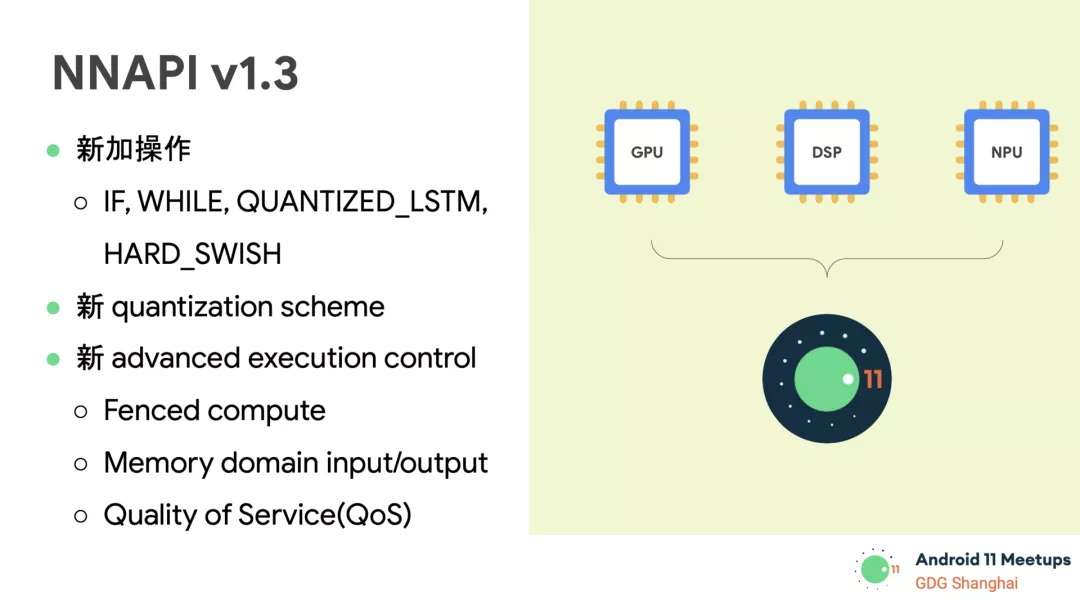 NNAPI v1.3
新加操作
IF, WHILE, QUANTIZED_LSTM,
HARD_SWISH
新 quantization scheme
新 advanced execution control
Fenced compute
Memory domain input/output
Quality of Service(QoS)
GPU
DSP
NPU
11
11
Android 11 Meetups
GDG Shanghai